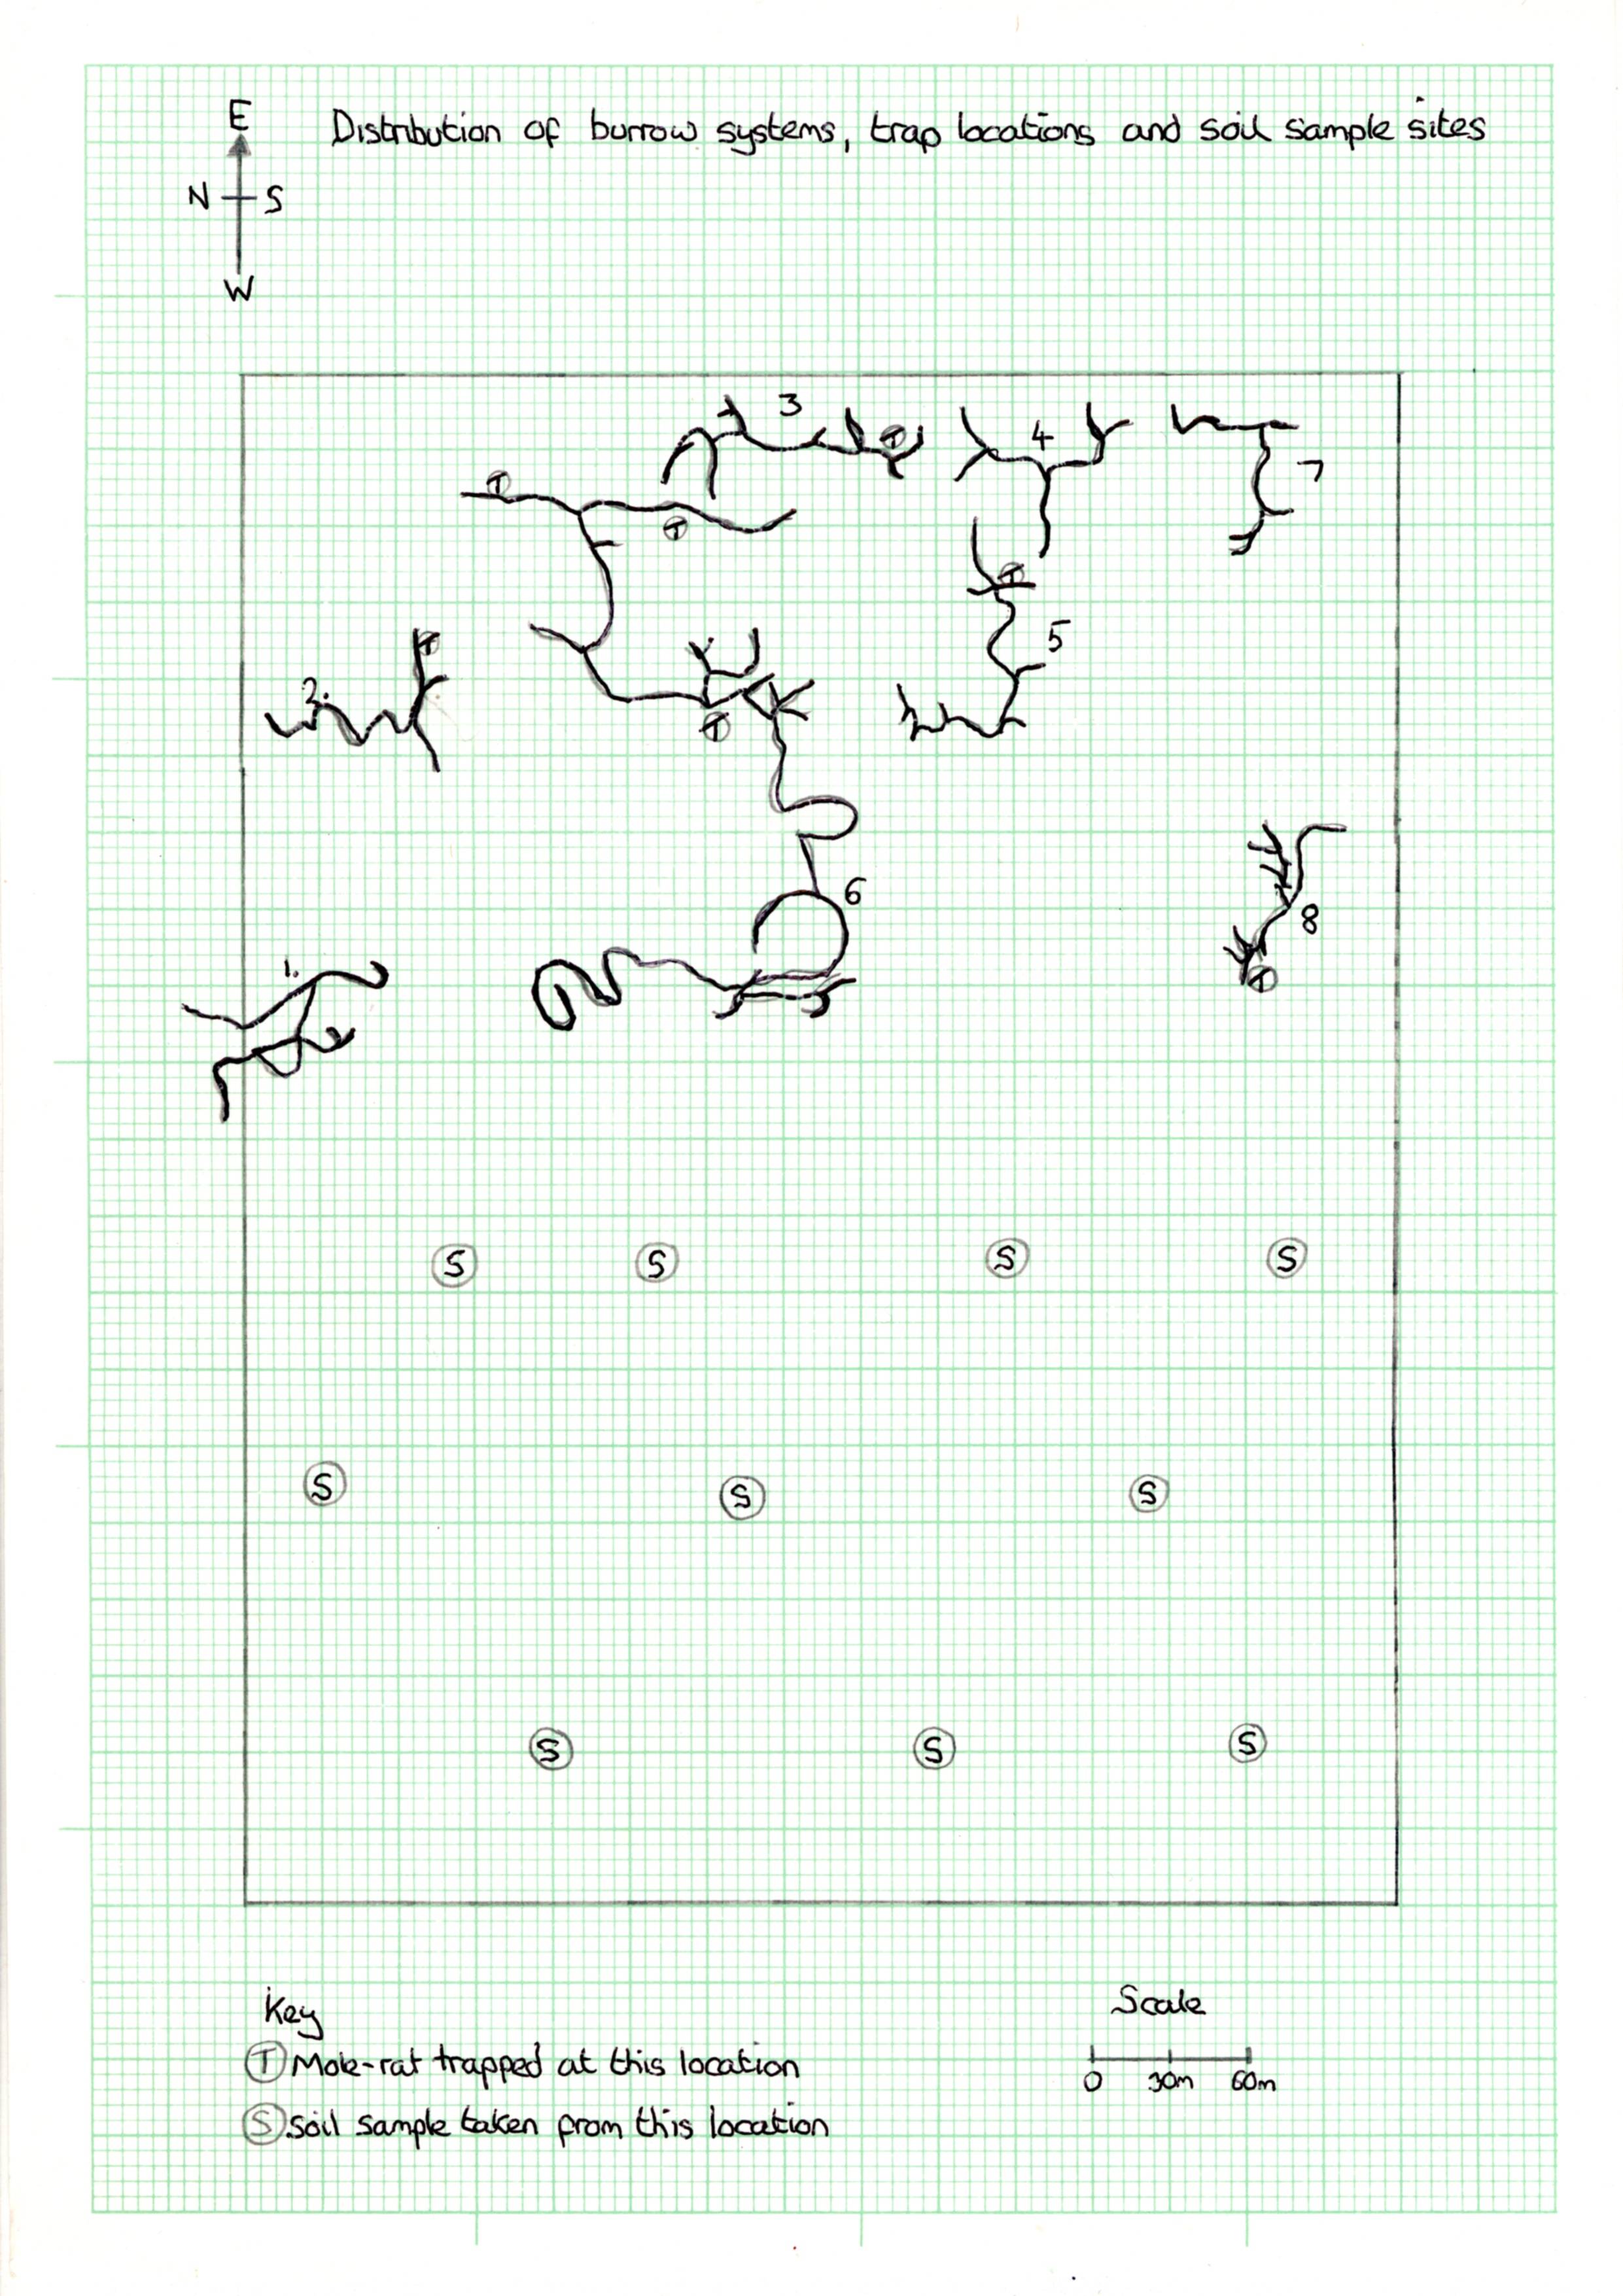 E
Distribution of burrow systems, trap locations and soil sample sites
N S
W
3
4
7
T
T
T
T
5
T
2.
T
6
8
1.
T
S S S S
S S S
S S S
Key
Scale
T Mole-rat trapped at this location
0 30m 60m
S Soil sample taken from this location